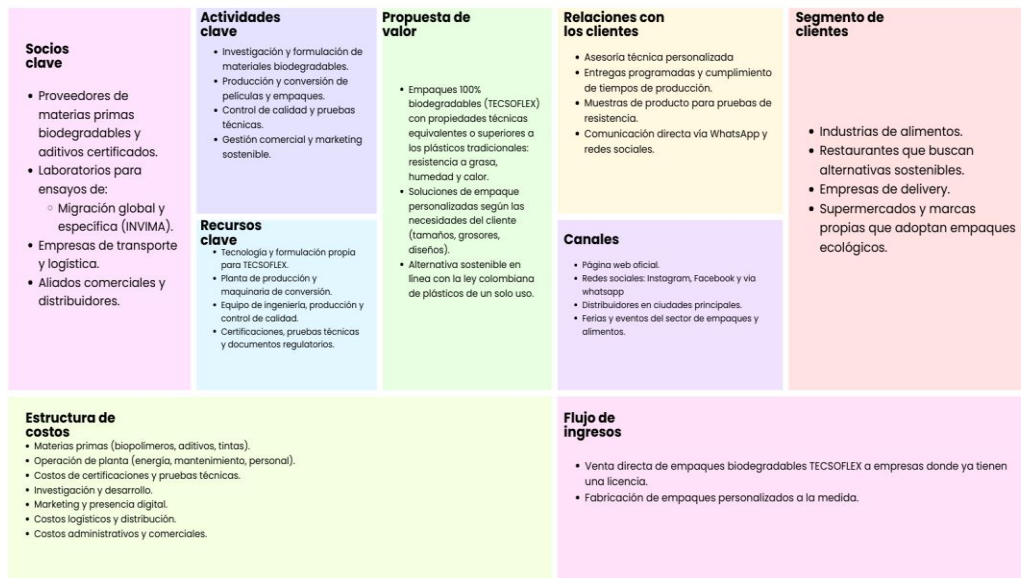 Socios
clave
• Proveedores de
materias primas
biodegradables y
aditivos certificados.
• Laboratorios para
ensayos de:
○ Migración global y
específica (INVIMA).
• Empresas de transporte
y logística.
• Aliados comerciales y
distribuidores.
Actividades
clave
• Investigación y formulación de
materiales biodegradables.
• Producción y conversión de
películas y empaques.
• Control de calidad y pruebas
técnicas.
• Gestión comercial y marketing
sostenible.
Recursos
clave
• Tecnología y formulación propia
para TECSOFLEX.
• Planta de producción y
maquinaria de conversión.
• Equipo de ingeniería, producción y
control de calidad.
• Certificaciones, pruebas técnicas
y documentos regulatorios.
Propuesta de
valor
• Empaques 100%
biodegradables (TECSOFLEX)
con propiedades técnicas
equivalentes o superiores a
los plásticos tradicionales:
resistencia a grasa,
humedad y calor.
• Soluciones de empaque
personalizadas según las
necesidades del cliente
(tamaños, grosores,
diseños).
• Alternativa sostenible en
línea con la ley colombiana
de plásticos de un solo uso.
Relaciones con
los clientes
• Asesoría técnica personalizada
• Entregas programadas y cumplimiento
de tiempos de producción.
• Muestras de producto para pruebas de
resistencia.
• Comunicación directa vía WhatsApp y
redes sociales.
Canales
• Página web oficial.
• Redes sociales: Instagram, Facebook y via
whatsapp
• Distribuidores en ciudades principales.
• Ferias y eventos del sector de empaques y
alimentos.
Segmento de
clientes
• Industrias de alimentos.
• Restaurantes que buscan
alternativas sostenibles.
• Empresas de delivery.
• Supermercados y marcas
propias que adoptan empaques
ecológicos.
Estructura de
costos
• Materias primas (biopolímeros, aditivos, tintas).
• Operación de planta (energía, mantenimiento, personal).
• Costos de certificaciones y pruebas técnicas.
• Investigación y desarrollo.
• Marketing y presencia digital.
• Costos logísticos y distribución.
• Costos administrativos y comerciales.
Flujo de
ingresos
• Venta directa de empaques biodegradables TECSOFLEX a empresas donde ya tienen
una licencia.
• Fabricación de empaques personalizados a la medida.